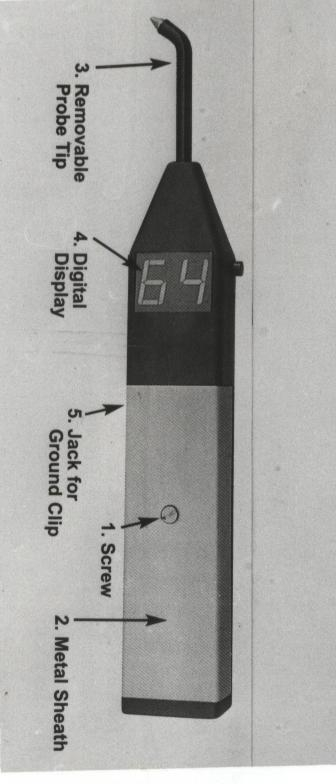 3. Removable
Probe Tip
64
4. Digital
Display
5. Jack for
Ground Clip
1. Screw
2. Metal Sheath